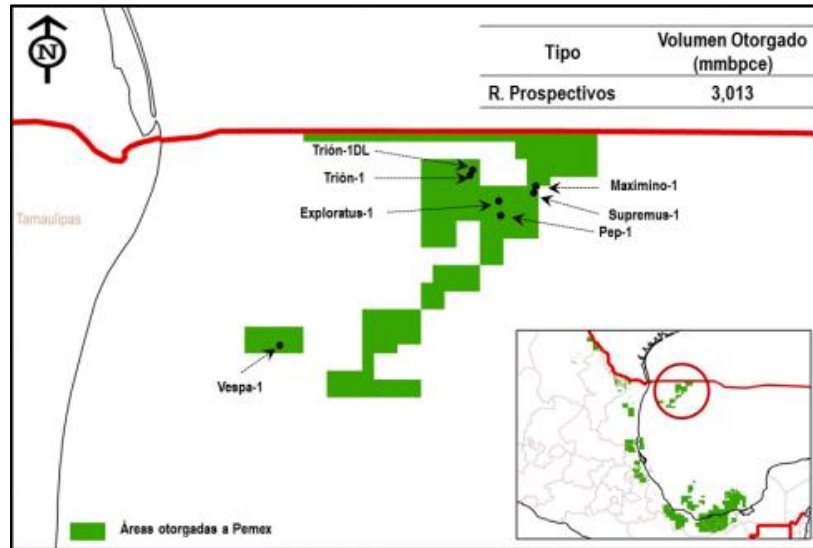 N
Tipo
Volumen Otorgado
(mmbpce)
R. Prospectivos
3,013
Trión-1DL
Trión-1
Exploratus-1
Maximino-1
Supremus-1
Pep-1
Tamaulipas
Vespa-1
Áreas otorgadas a Pemex